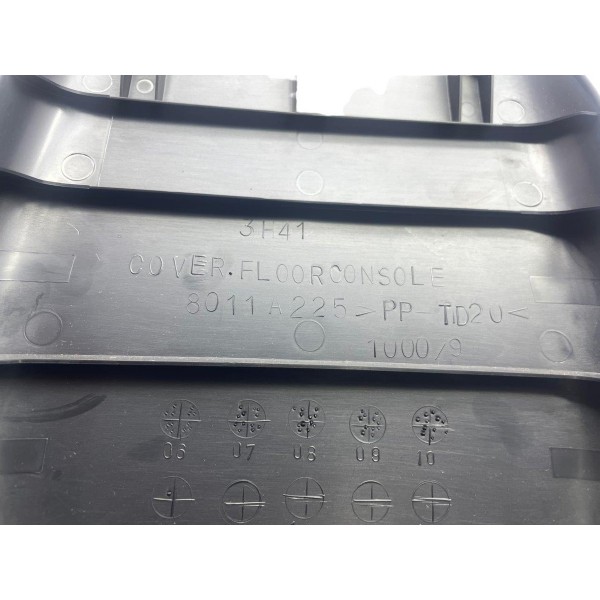 3F41
COVER.FLOORCONSOLE
8011A225 >PP-TD20<
1000/9
06 07 08 09 10